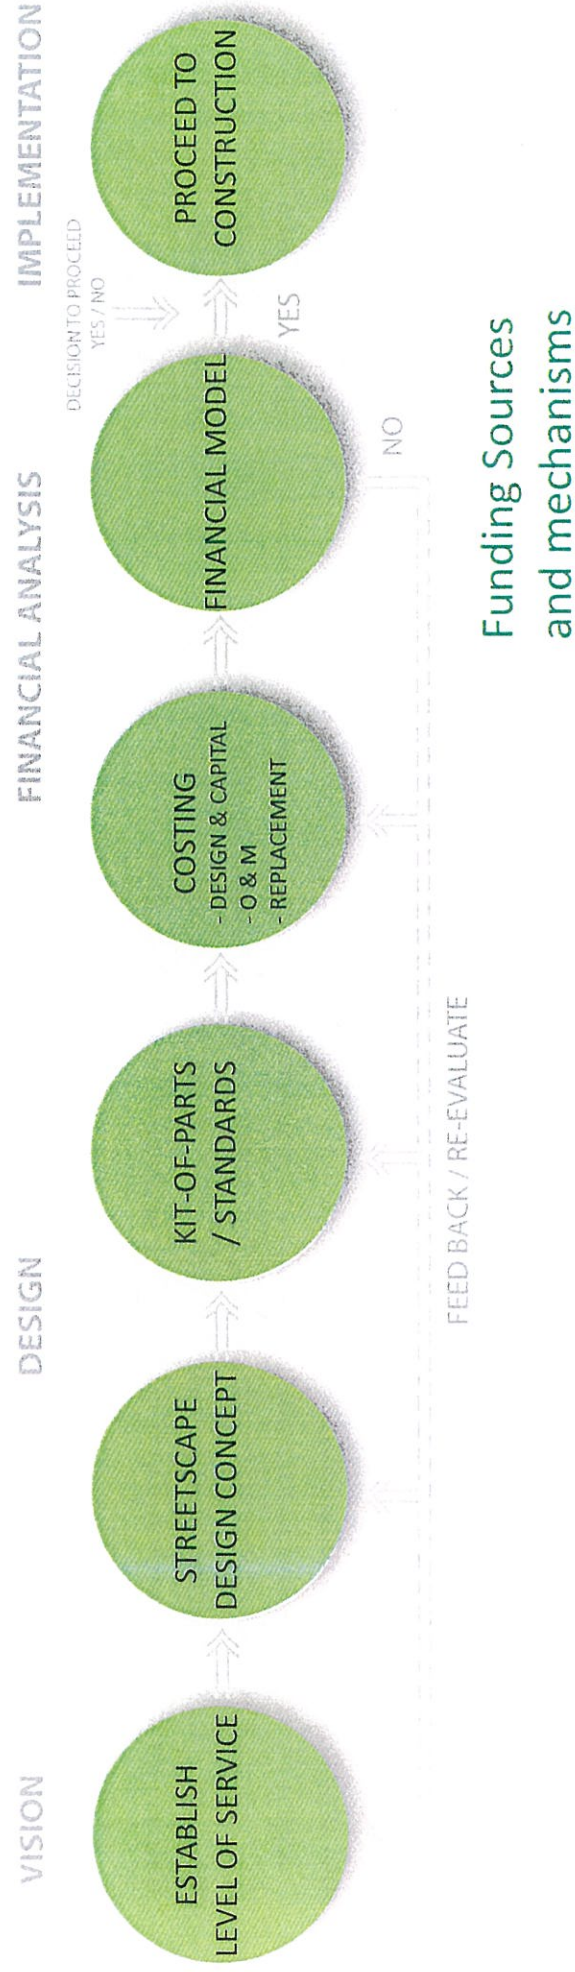 VISION
DESIGN
FINANCIAL ANALYSIS
IMPLEMENTATION
ESTABLISH
LEVEL OF SERVICE
STREETSCAPE
DESIGN CONCEPT
KIT-OF-PARTS
/ STANDARDS
COSTING
- DESIGN & CAPITAL
- O & M
- REPLACEMENT
FINANCIAL MODEL
DECISION TO PROCEED
YES / NO
YES
PROCEED TO
CONSTRUCTION
NO
FEED BACK / RE-EVALUATE
Funding Sources
and mechanisms